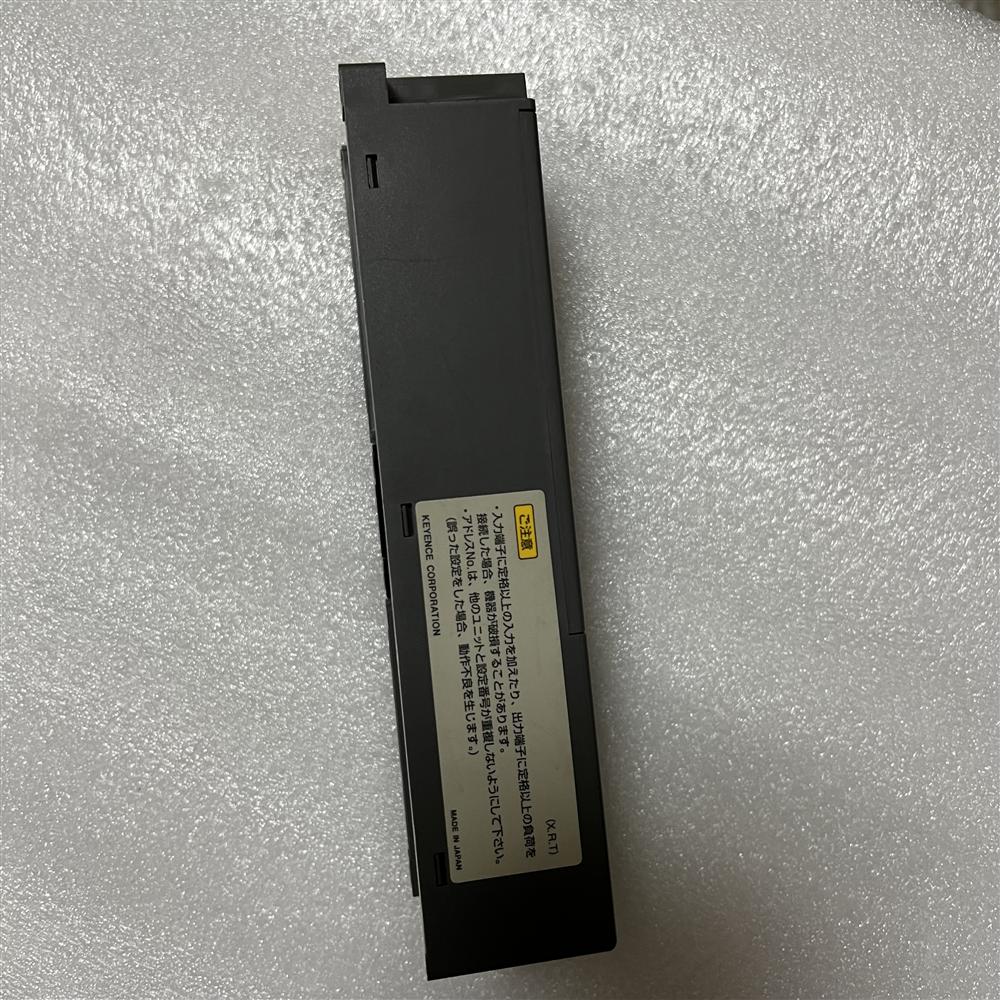 ご注意
・入力端子に定格以上の入力を加えたり、出力端子に定格以上の負荷を
接続した場合、機器が破損することがあります。 (X.R.T)
・アドレスNo.は、他のユニットと設定番号が重複しないようにして下さい。
(誤った設定をした場合、動作不良を生じます。)
KEYENCE CORPORATION
MADE IN JAPAN